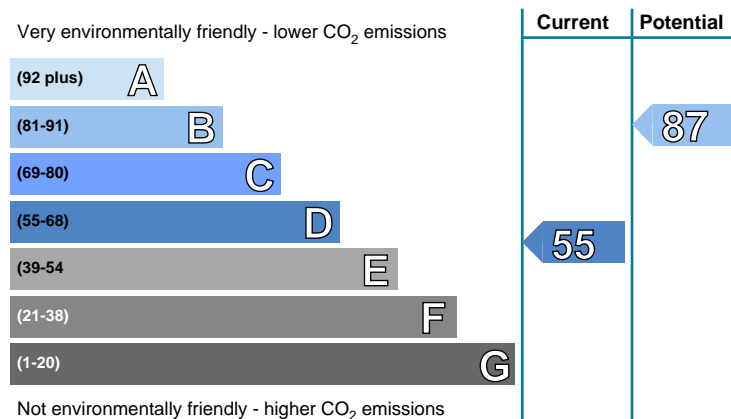 Current Potential
Very environmentally friendly - lower CO₂ emissions
(92 plus) A
(81-91) B
87
(69-80) C
(55-68) D
55
(39-54 E
(21-38) F
(1-20) G
Not environmentally friendly - higher CO₂ emissions